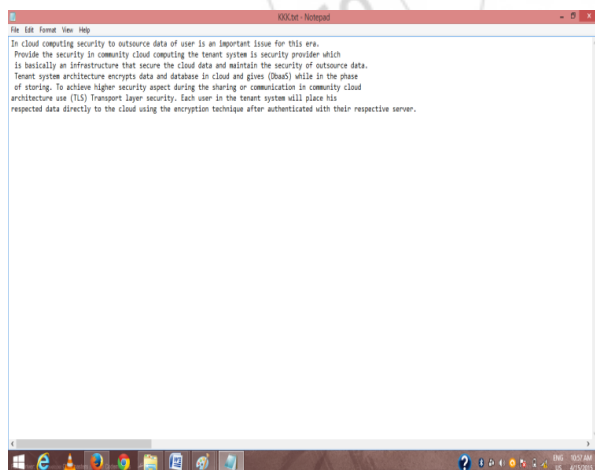 KKK.txt - Notepad
File Edit Format View Help
In cloud computing security to outsource data of user is an important issue for this era.
Provide the security in community cloud computing the tenant system is security provider which
is basically an infrastructure that secure the cloud data and maintain the security of outsource data.
Tenant system architecture encrypts data and database in cloud and gives (DbaaS) while in the phase
of storing. To achieve higher security aspect during the sharing or communication in community cloud
architecture use (TLS) Transport layer security. Each user in the tenant system will place his
respected data directly to the cloud using the encryption technique after authenticated with their respective server.
ENG 10:57 AM
US 6/15/2015